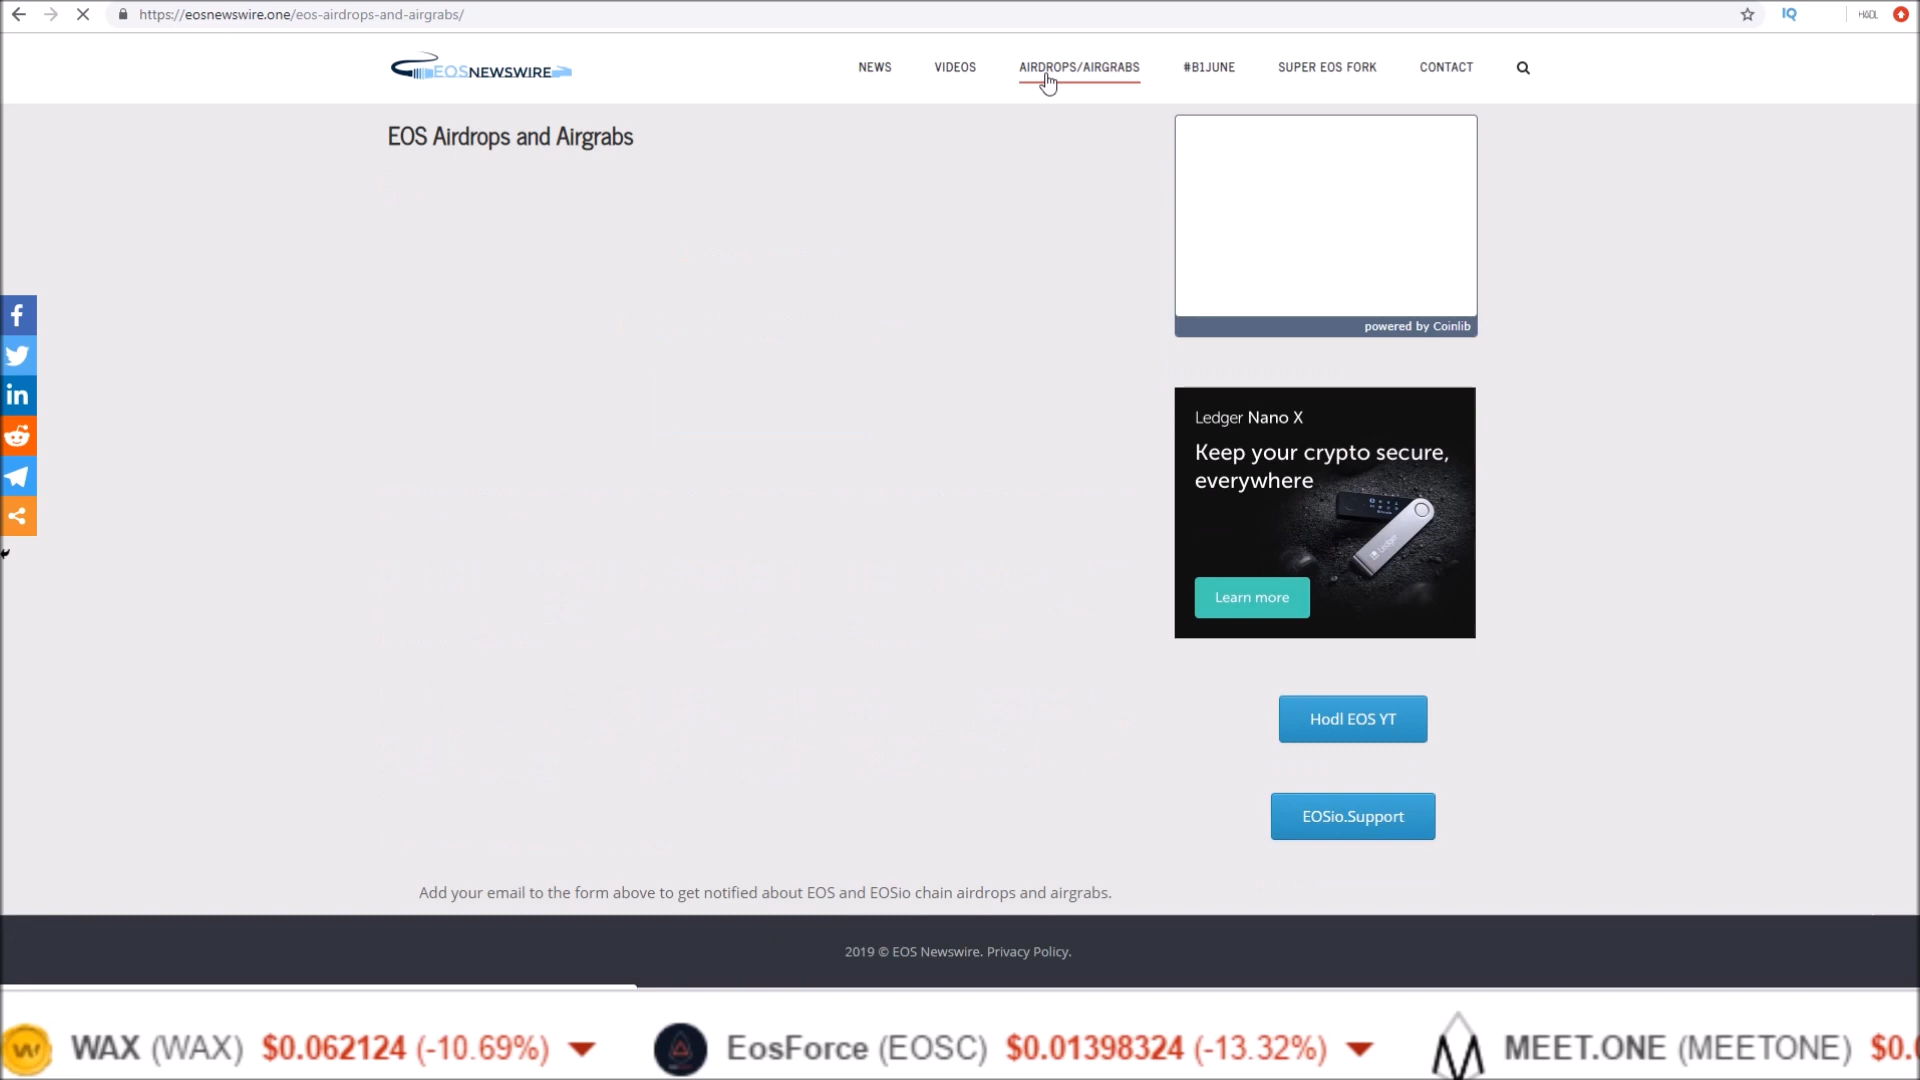 https://eosnewswire.one/eos-airdrops-and-airgrabs/
IQ
HODL
EOSNEWSWIRE
NEWS
VIDEOS
AIRDROPS/AIRGRABS
#B1JUNE
SUPER EOS FORK
CONTACT
EOS Airdrops and Airgrabs
powered by Coinlib
Ledger Nano X
Keep your crypto secure,
everywhere
Ledger
Learn more
Hodl EOS YT
EOSio.Support
Add your email to the form above to get notified about EOS and EOSio chain airdrops and airgrabs.
2019 © EOS Newswire. Privacy Policy.
WAX (WAX) $0.062124 (-10.69%)
EosForce (EOSC) $0.01398324 (-13.32%)
MEET.ONE (MEETONE) $0.